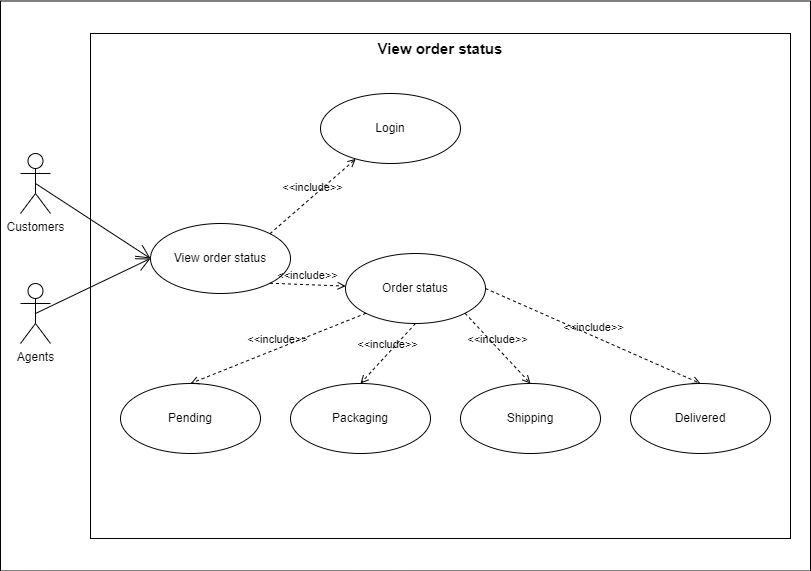 View order status
Login
<<include>>
Customers
View order status
<<include>>
Order status
Agents
<<include>>
<<include>>
<<include>>
<<include>>
Pending
Packaging
Shipping
Delivered